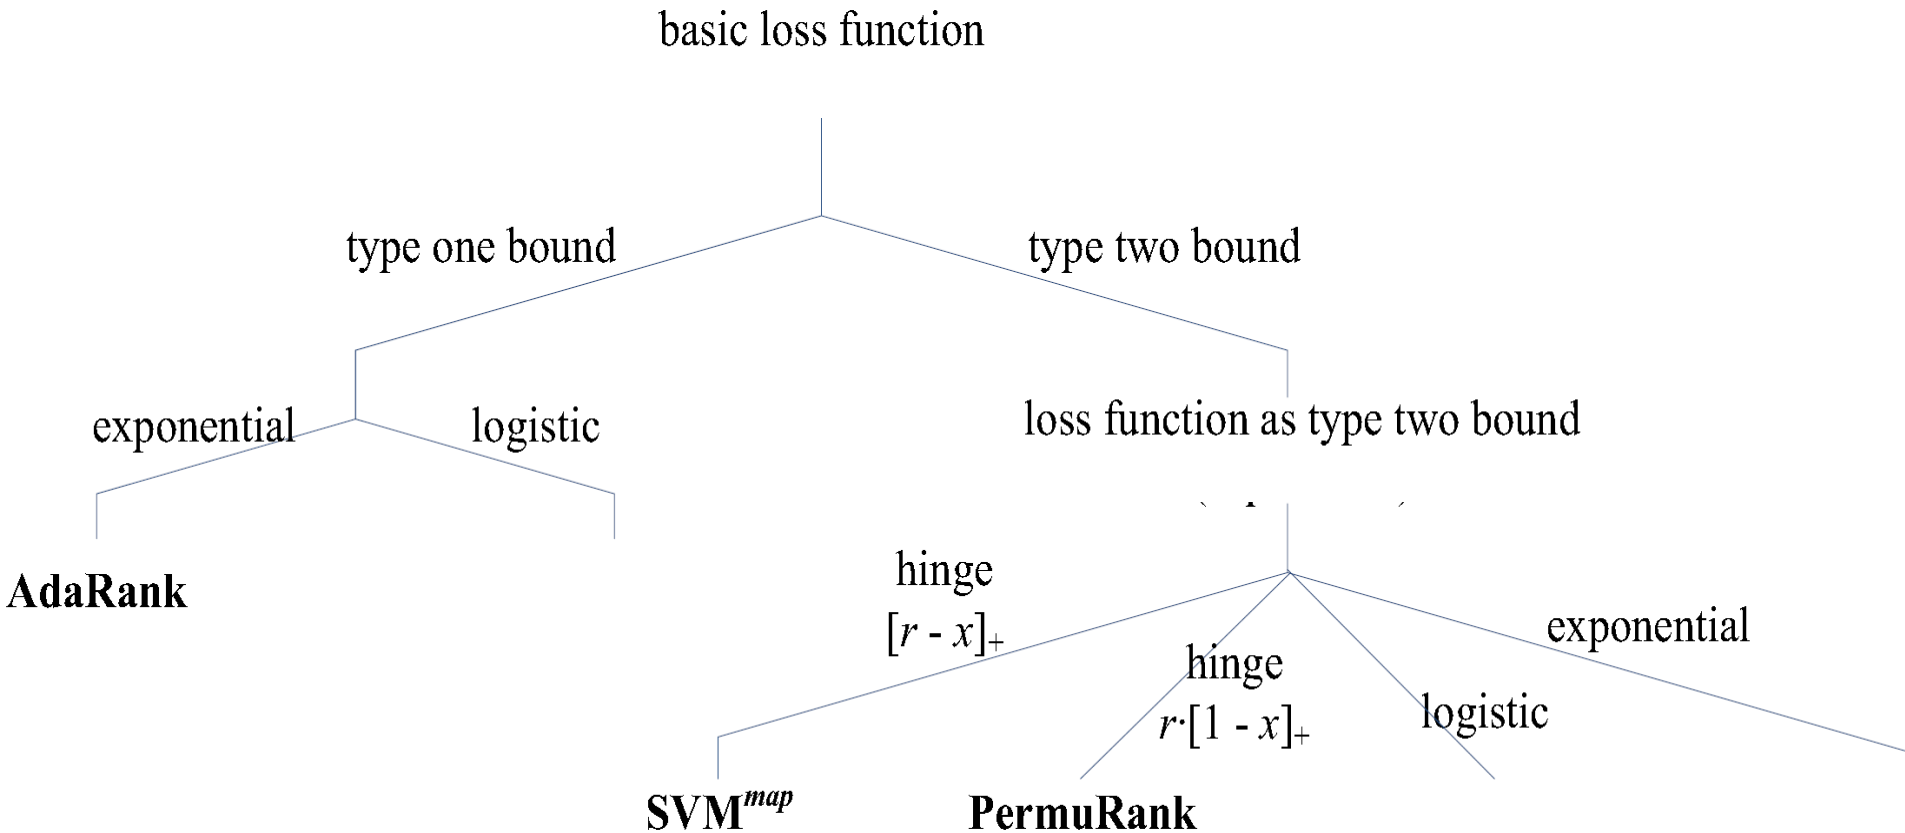 basic loss function
type one bound
type two bound
exponential
logistic
loss function as type two bound
hinge
[r - x]+
hinge
r·[1 - x]+
logistic
exponential
AdaRank
SVMmap
PermuRank